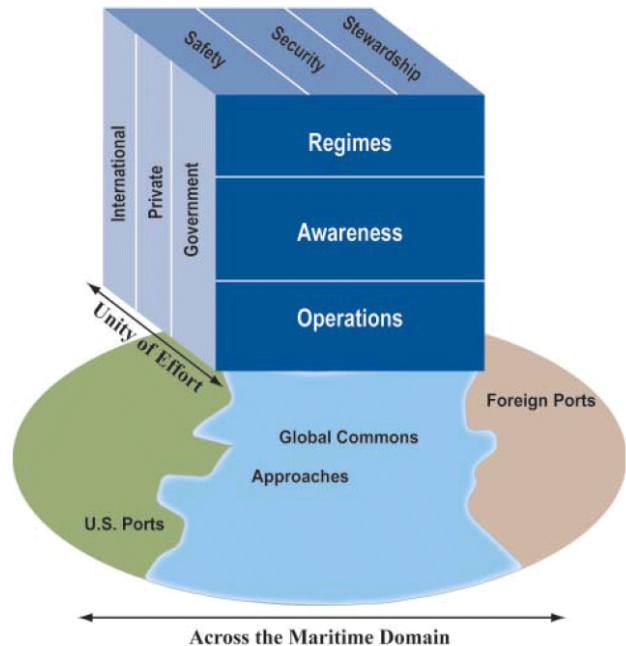 Safety
Security
Stewardship
International
Private
Government
Regimes
Awareness
Operations
Unity of Effort
Foreign Ports
Global Commons
Approaches
U.S. Ports
Across the Maritime Domain